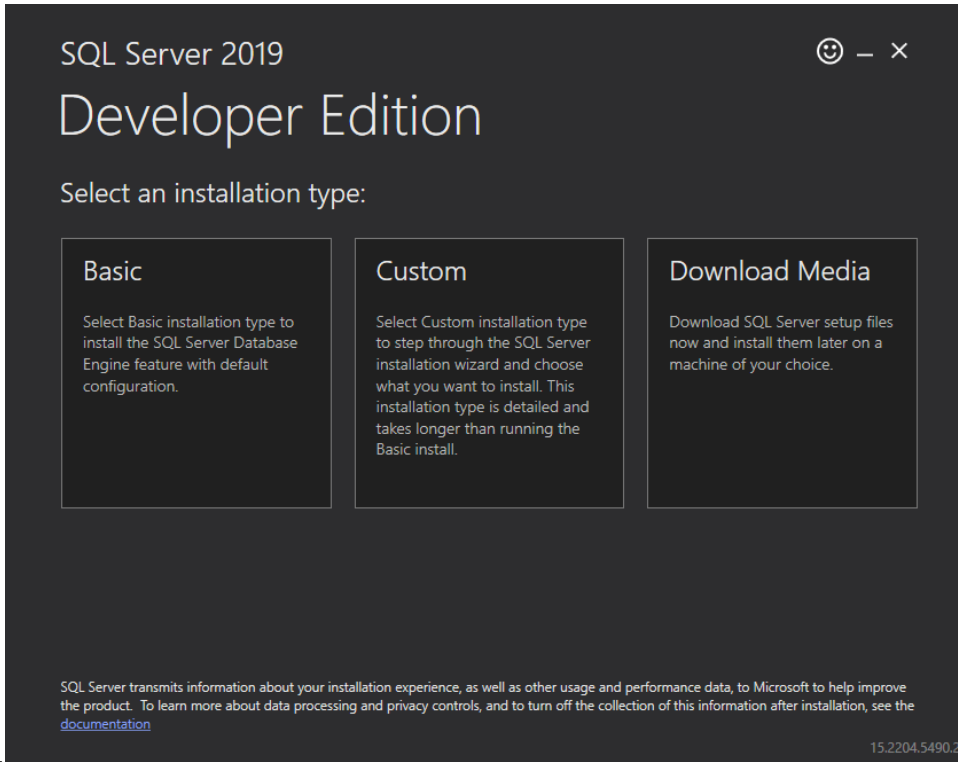 SQL Server 2019
Developer Edition
Select an installation type:
Basic
Select Basic installation type to
install the SQL Server Database
Engine feature with default
configuration.
Custom
Select Custom installation type
to step through the SQL Server
installation wizard and choose
what you want to install. This
installation type is detailed and
takes longer than running the
Basic install.
Download Media
Download SQL Server setup files
now and install them later on a
machine of your choice.
SQL Server transmits information about your installation experience, as well as other usage and performance data, to Microsoft to help improve
the product. To learn more about data processing and privacy controls, and to turn off the collection of this information after installation, see the
documentation
15.2204.5490.2